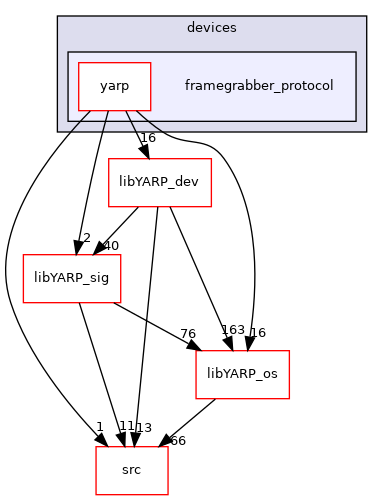 devices
yarp
framegrabber_protocol
16
libYARP_dev
2
40
libYARP_sig
76
163
16
libYARP_os
1
11
13
66
src